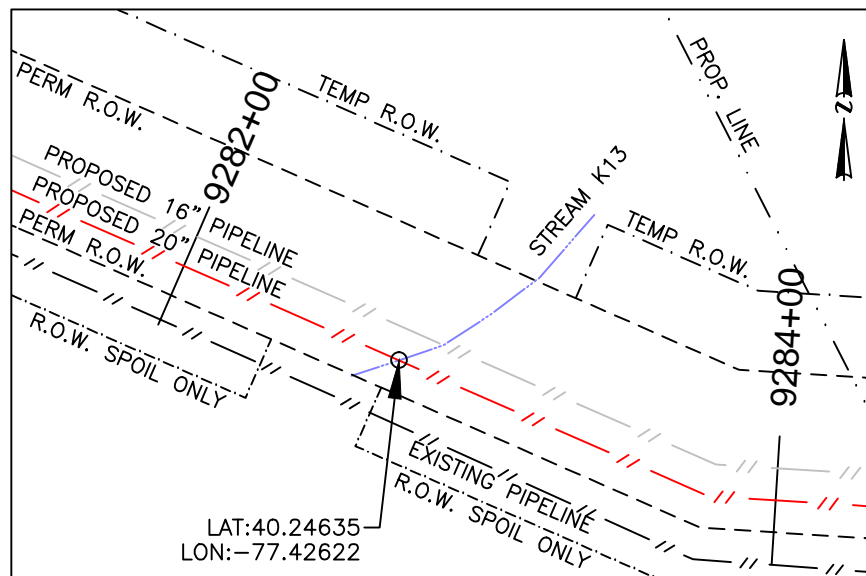 PERM R.O.W.
9282+00
TEMP R.O.W.
PROP. LINE
N
PROPOSED 16" PIPELINE
PROPOSED 20" PIPELINE
PERM R.O.W.
STREAM K13
TEMP R.O.W.
R.O.W. SPOIL ONLY
9284+00
EXISTING PIPELINE
R.O.W. SPOIL ONLY
LAT:40.24635
LON:-77.42622